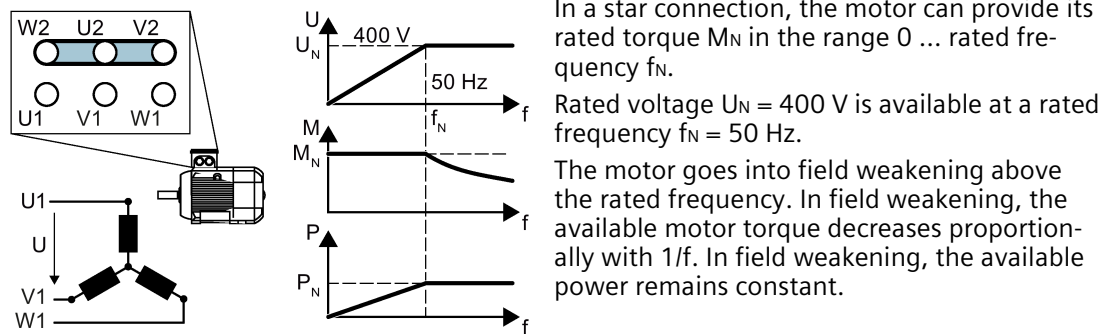 W2 U2 V2
U1 V1 W1
U1
U
V1
W1
U
U_N
400 V
50 Hz
f
f_N
M
M_N
f
P
P_N
f
In a star connection, the motor can provide its
rated torque M_N in the range 0 ... rated fre-
quency f_N.
Rated voltage U_N = 400 V is available at a rated
frequency f_N = 50 Hz.
The motor goes into field weakening above
the rated frequency. In field weakening, the
available motor torque decreases proportion-
ally with 1/f. In field weakening, the available
power remains constant.